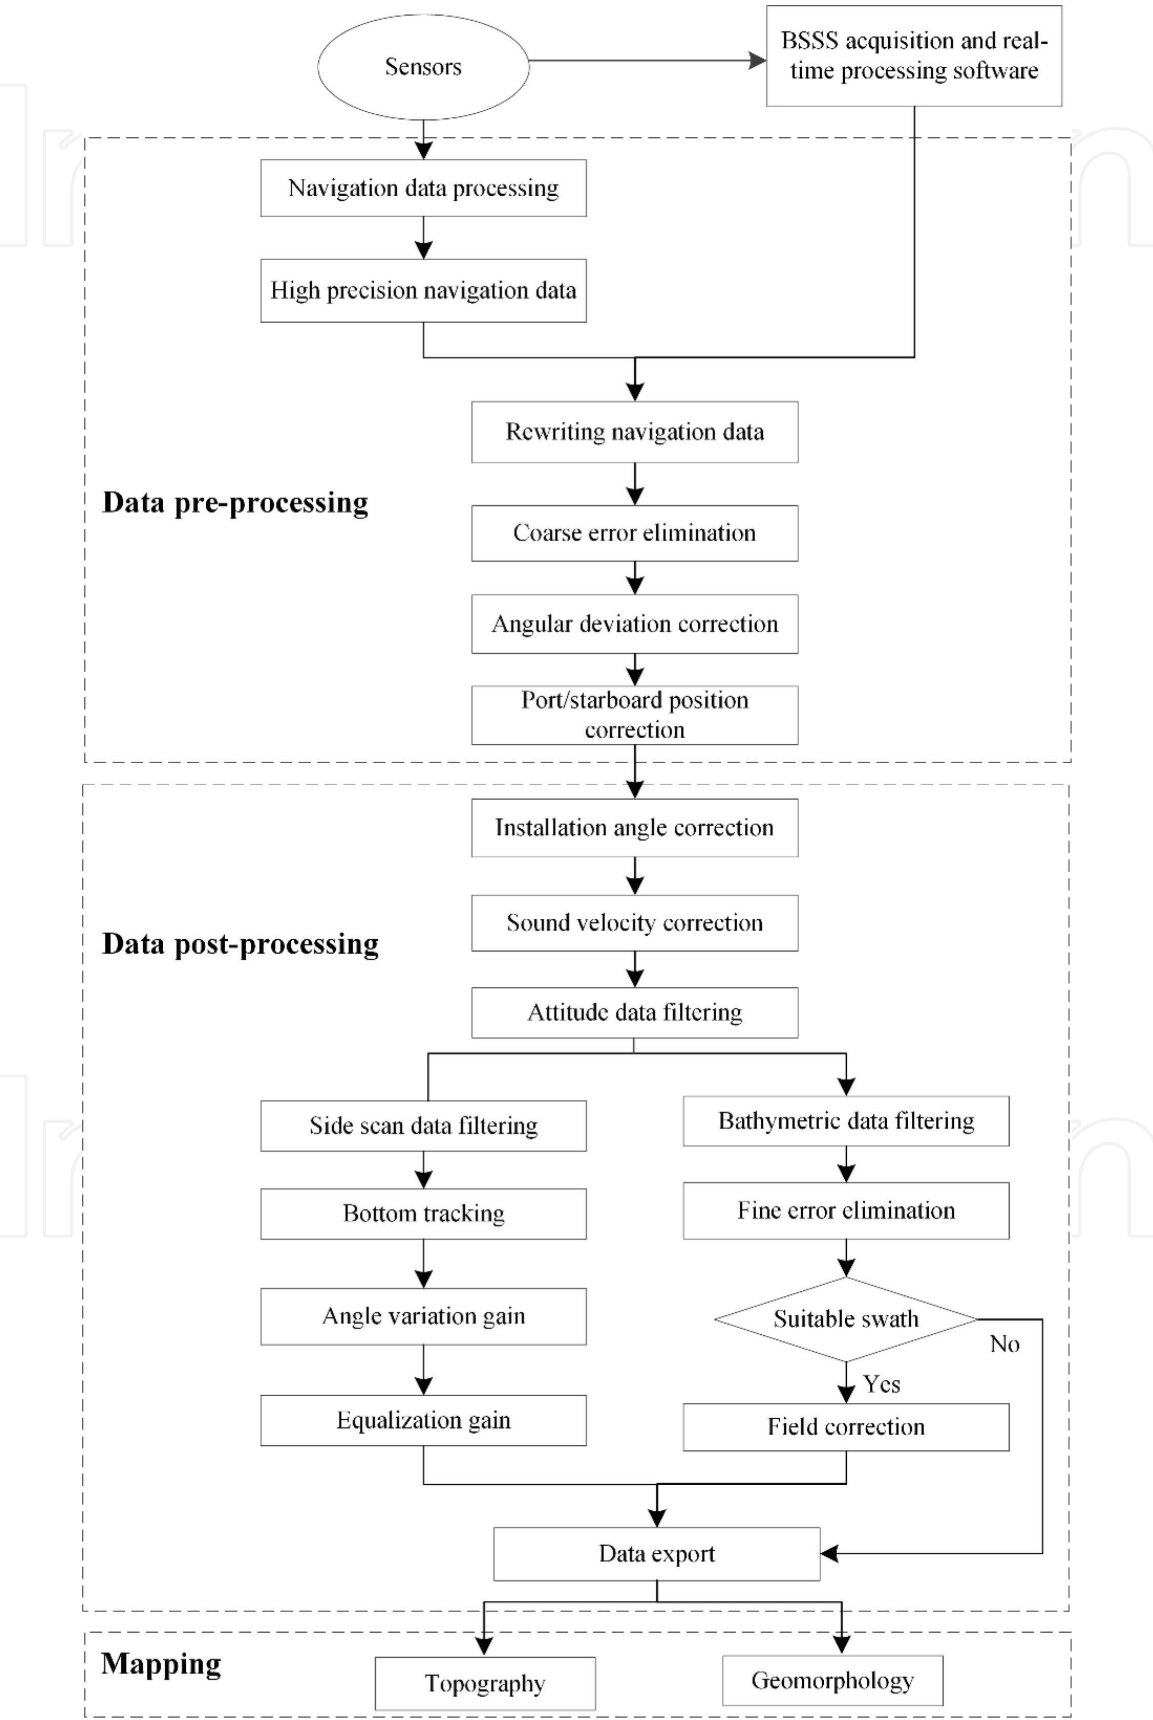 Sensors
BSSS acquisition and real-
time processing software
Navigation data processing
High precision navigation data
Rewriting navigation data
Data pre-processing
Coarse error elimination
Angular deviation correction
Port/starboard position
correction
Installation angle correction
Sound velocity correction
Data post-processing
Attitude data filtering
Side scan data filtering
Bathymetric data filtering
Bottom tracking
Fine error elimination
Angle variation gain
Suitable swath
No
Yes
Equalization gain
Field correction
Data export
Mapping
Topography
Geomorphology